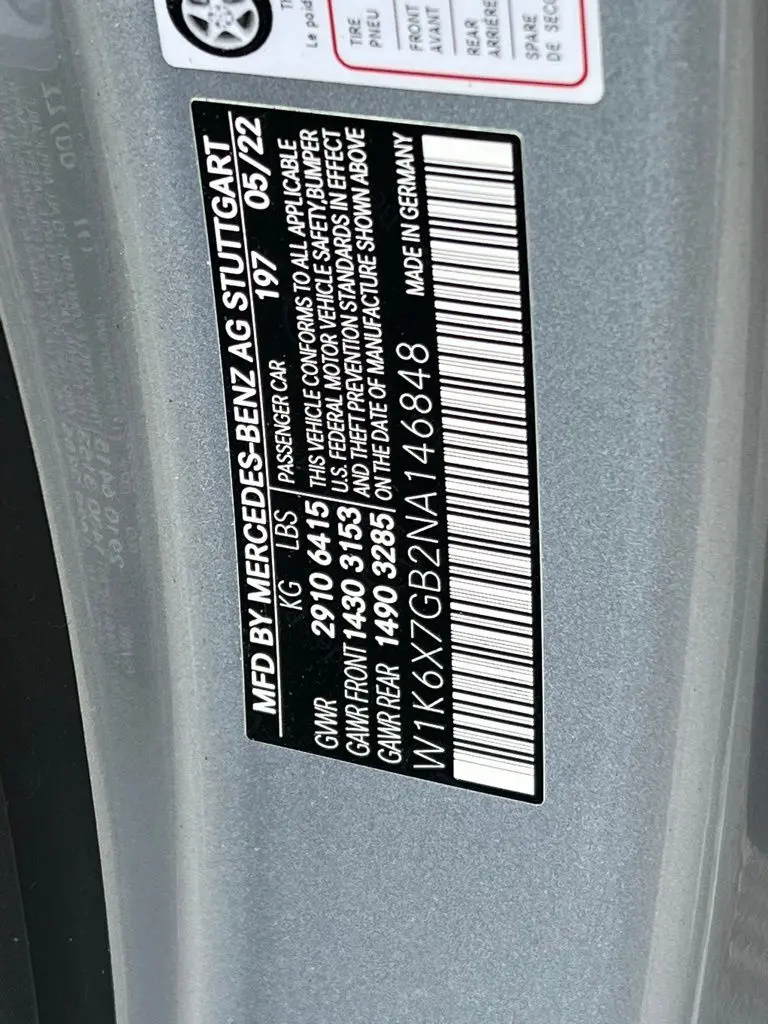 MFD BY MERCEDES-BENZ AG STUTTGART
197 05/22
KG LBS
PASSENGER CAR
GVWR 2910 6415
GAWR FRONT 1430 3153
GAWR REAR 1490 3285
THIS VEHICLE CONFORMS TO ALL APPLICABLE
U.S. FEDERAL MOTOR VEHICLE SAFETY,BUMPER
AND THEFT PREVENTION STANDARDS IN EFFECT
ON THE DATE OF MANUFACTURE SHOWN ABOVE
W1K6X7GB2NA146848 MADE IN GERMANY
Le poid
TIRE
PNEU
FRONT
AVANT
REAR
ARRIÈRE
SPARE
DE SECO